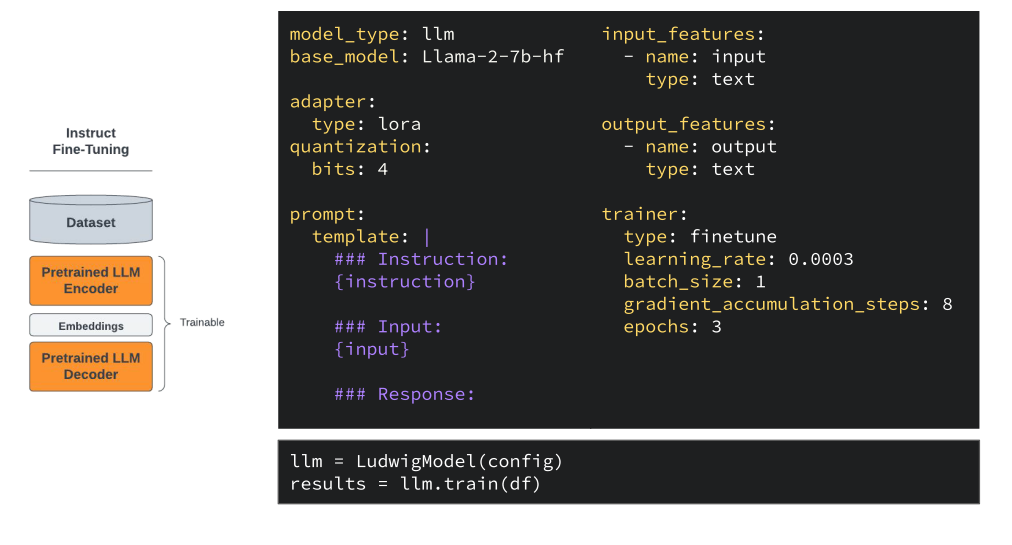 Instruct
Fine-Tuning
Dataset
Pretrained LLM
Encoder
Embeddings
Pretrained LLM
Decoder
Trainable
model_type: llm
base_model: Llama-2-7b-hf
adapter:
  type: lora
quantization:
  bits: 4
prompt:
  template: |
    ### Instruction:
    {instruction}
    ### Input:
    {input}
    ### Response:
input_features:
  - name: input
    type: text
output_features:
  - name: output
    type: text
trainer:
  type: finetune
  learning_rate: 0.0003
  batch_size: 1
  gradient_accumulation_steps: 8
  epochs: 3
llm = LudwigModel(config)
results = llm.train(df)